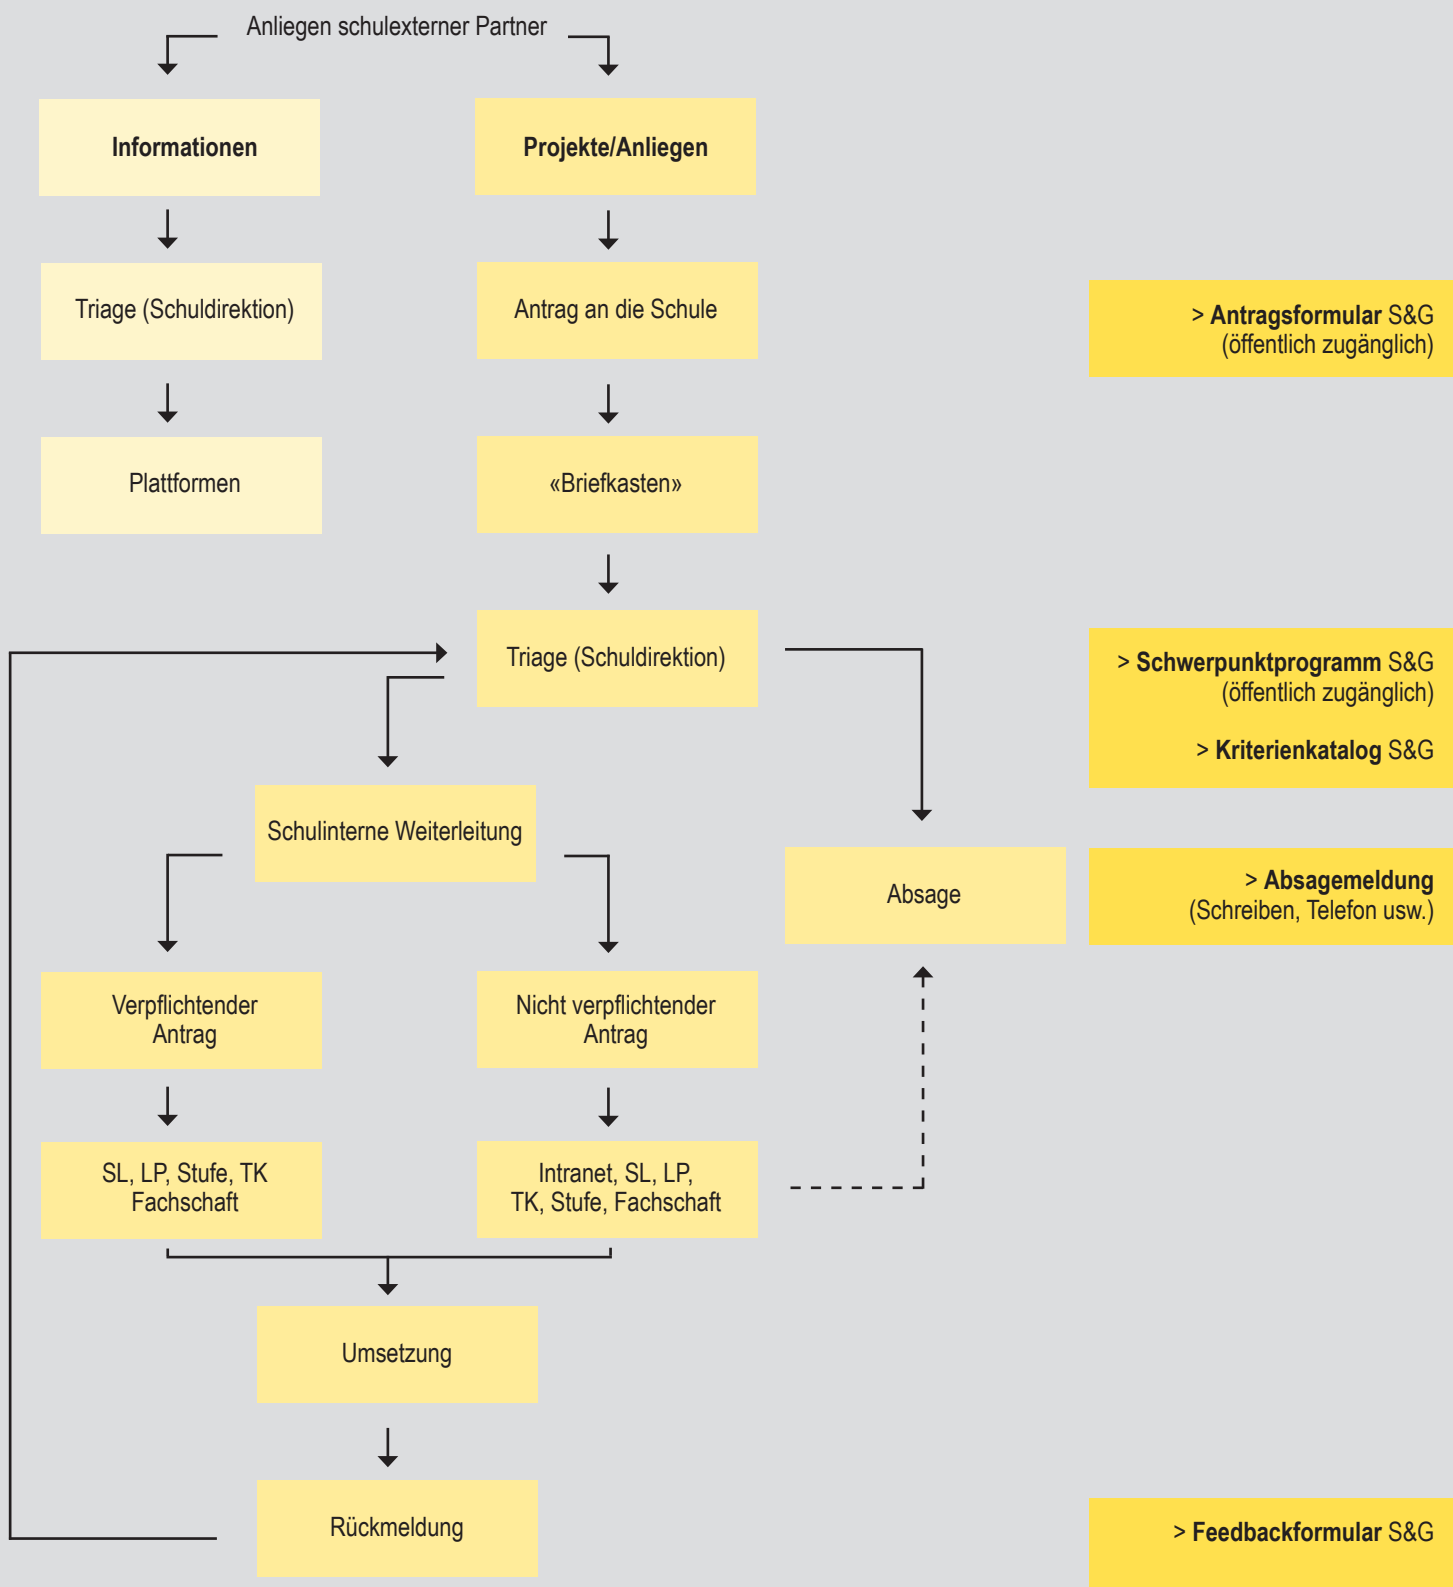 Anliegen schulexterner Partner
Informationen
Projekte/Anliegen
Triage (Schuldirektion)
Antrag an die Schule
> Antragsformular S&G
(öffentlich zugänglich)
Plattformen
«Briefkasten»
Triage (Schuldirektion)
> Schwerpunktprogramm S&G
(öffentlich zugänglich)
> Kriterienkatalog S&G
Schulinterne Weiterleitung
Absage
> Absagemeldung
(Schreiben, Telefon usw.)
Verpflichtender
Antrag
Nicht verpflichtender
Antrag
SL, LP, Stufe, TK
Fachschaft
Intranet, SL, LP,
TK, Stufe, Fachschaft
Umsetzung
Rückmeldung
> Feedbackformular S&G